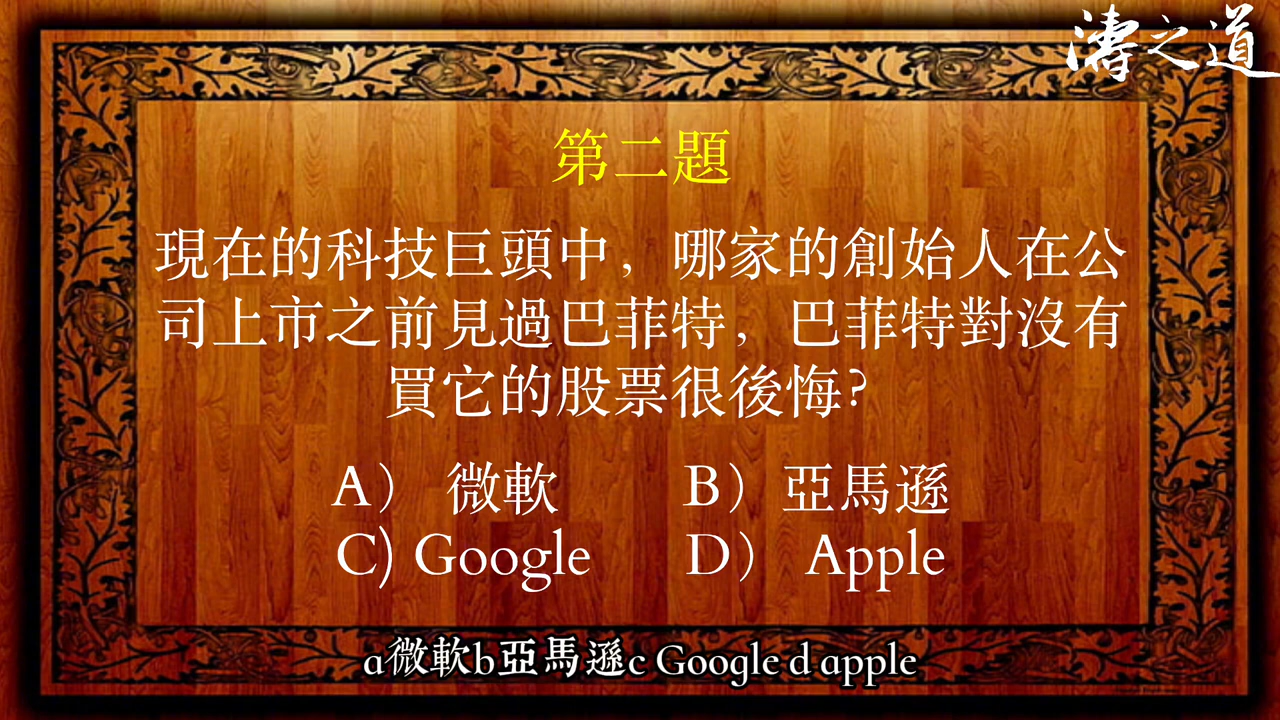 濤之道
第二題
現在的科技巨頭中，哪家的創始人在公
司上市之前見過巴菲特，巴菲特對沒有
買它的股票很後悔?
A） 微軟 B）亞馬遜
C) Google D） Apple
a微軟b亞馬遜c Google d apple